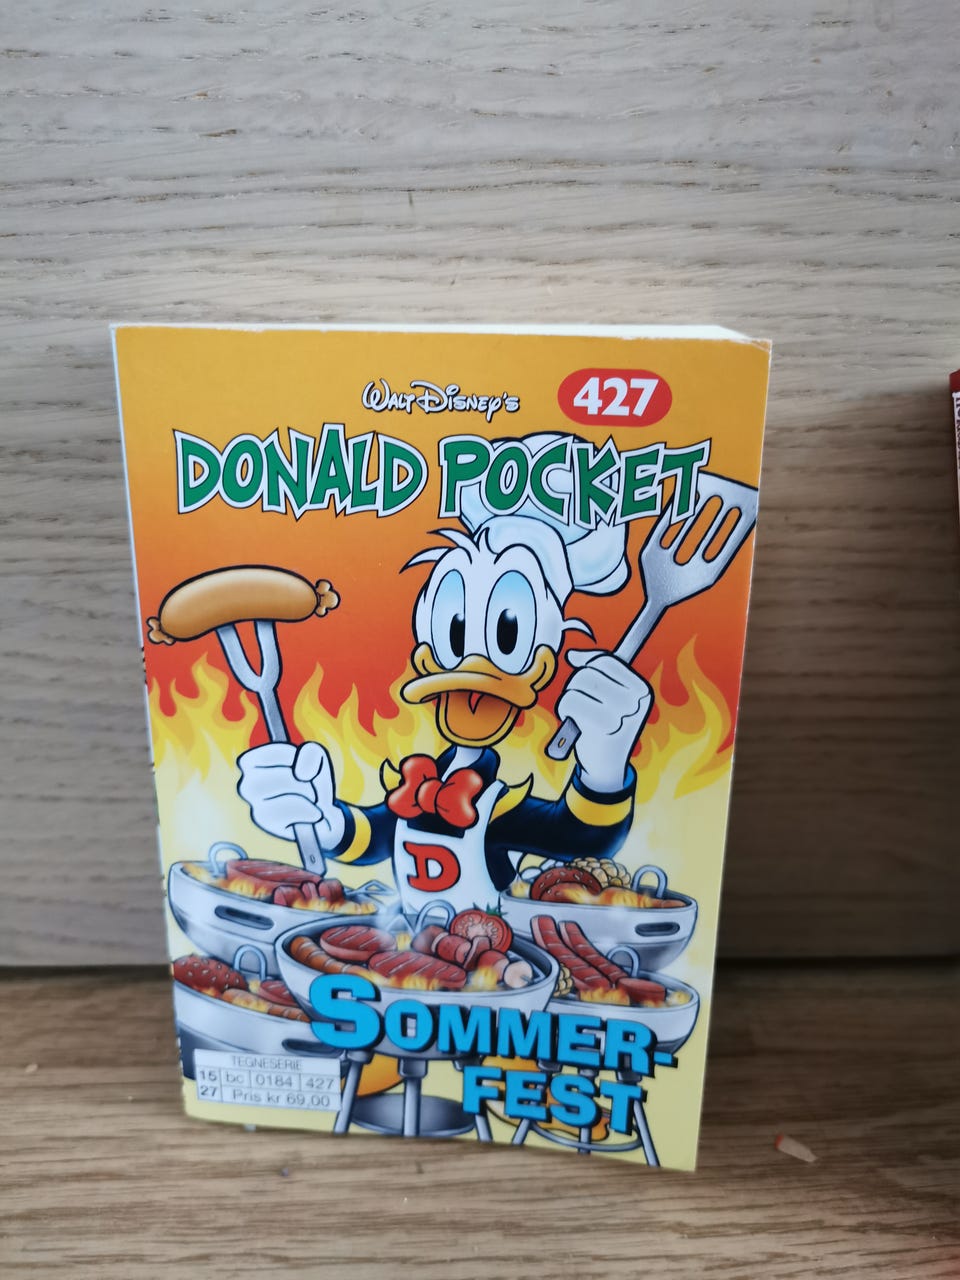 WALT DISNEY'S
427
DONALD POCKET
D
SOMMER-
FEST
TEGNESERIE
15 bc 0184 427
27 Pris kr 69,00